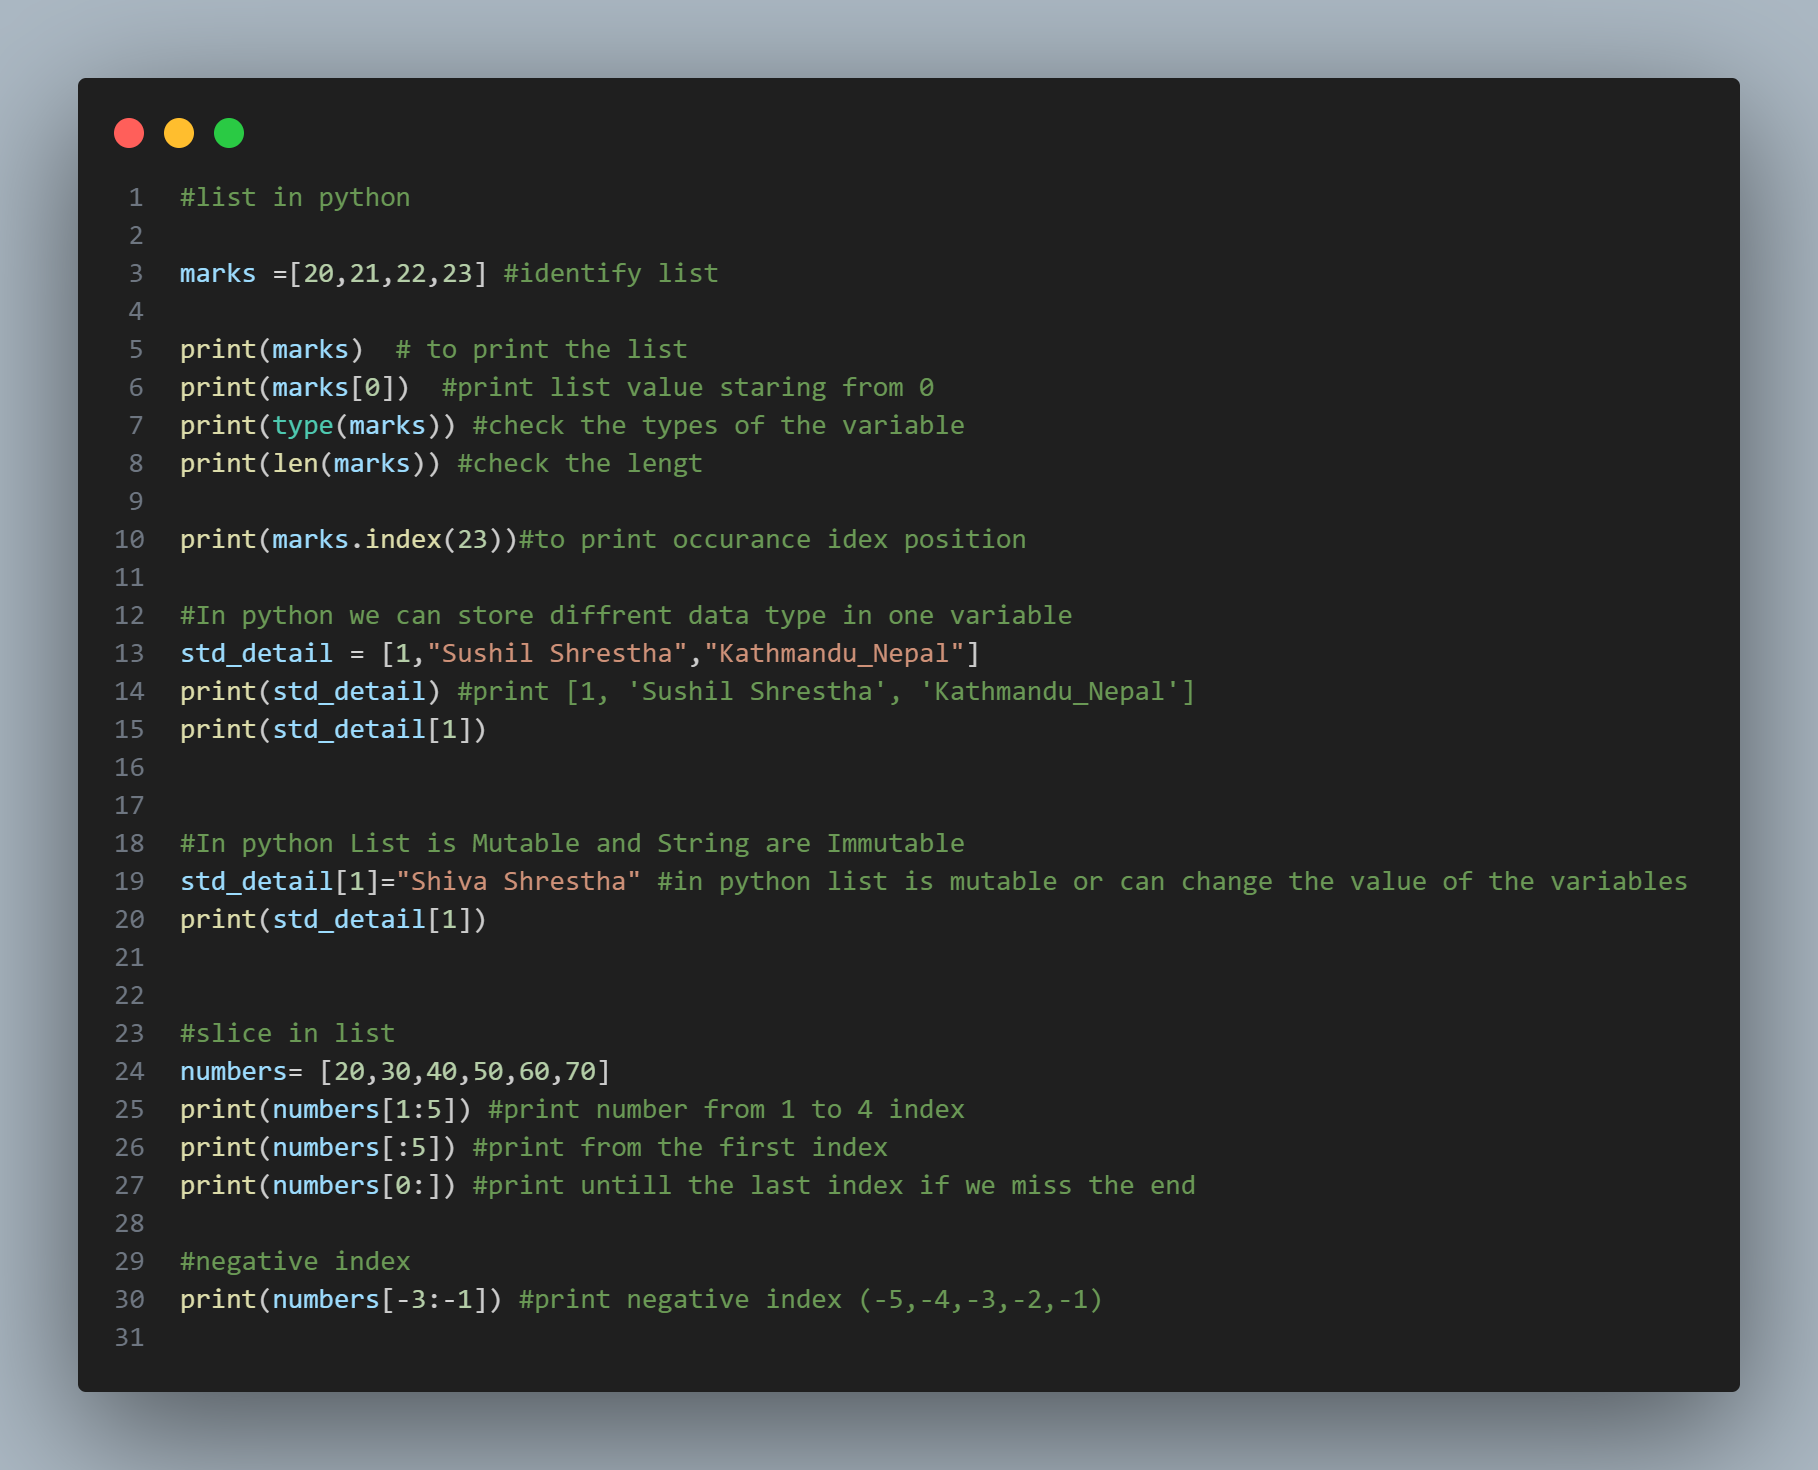 1 #list in python
2
3 marks =[20,21,22,23] #identify list
4
5 print(marks)  # to print the list
6 print(marks[0])  #print list value staring from 0
7 print(type(marks)) #check the types of the variable
8 print(len(marks)) #check the lengt
9
10 print(marks.index(23))#to print occurance idex position
11
12 #In python we can store diffrent data type in one variable
13 std_detail = [1,"Sushil Shrestha","Kathmandu_Nepal"]
14 print(std_detail) #print [1, 'Sushil Shrestha', 'Kathmandu_Nepal']
15 print(std_detail[1])
16
17
18 #In python List is Mutable and String are Immutable
19 std_detail[1]="Shiva Shrestha" #in python list is mutable or can change the value of the variables
20 print(std_detail[1])
21
22
23 #slice in list
24 numbers= [20,30,40,50,60,70]
25 print(numbers[1:5]) #print number from 1 to 4 index
26 print(numbers[:5]) #print from the first index
27 print(numbers[0:]) #print untill the last index if we miss the end
28
29 #negative index
30 print(numbers[-3:-1]) #print negative index (-5,-4,-3,-2,-1)
31